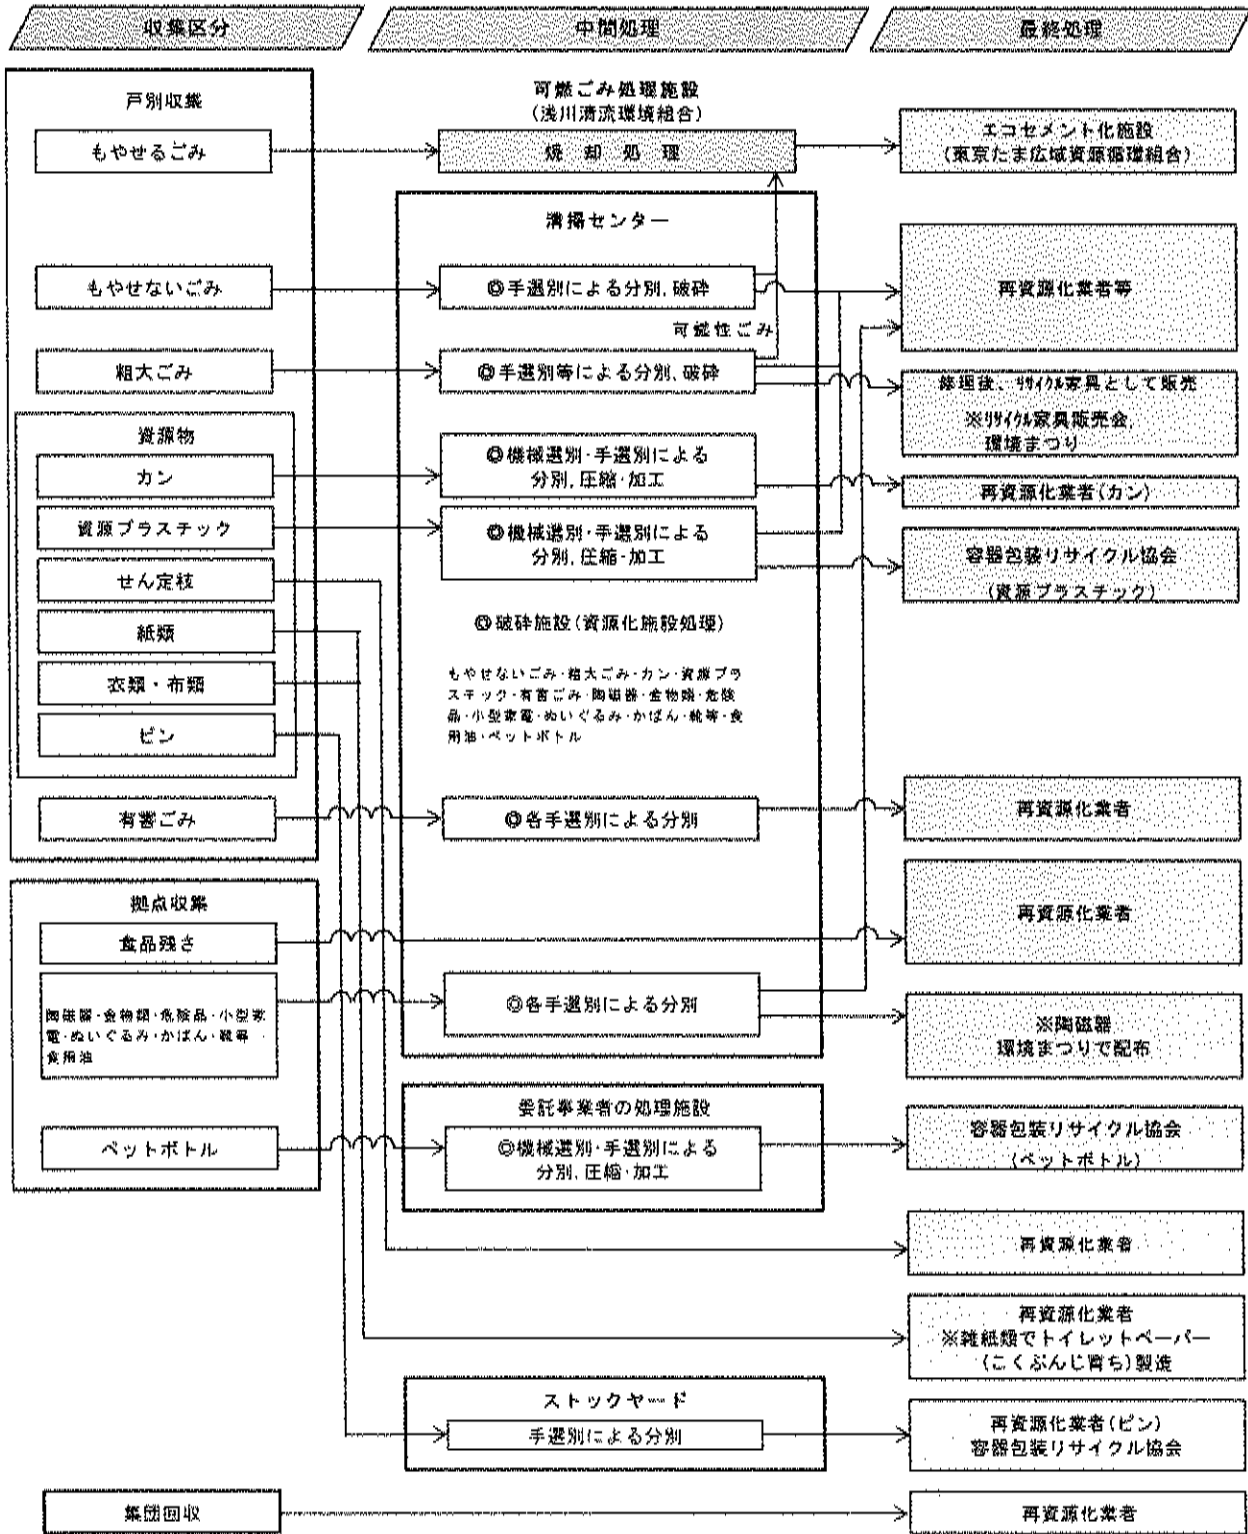 収集区分
中間処理
最終処理
戸別収集
もやせるごみ
可燃ごみ処理施設
(浅川清流環境組合)
焼却処理
エコセメント化施設
(東京たま広域資源循環組合)
清掃センター
もやせないごみ
◎手選別による分別,破砕
再資源化業者等
可燃性ごみ
粗大ごみ
◎手選別等による分別,破砕
修理後、リサイクル家具として販売
※リサイクル家具販売会,
環境まつり
資源物
カン
◎機械選別・手選別による
分別,圧縮・加工
再資源化業者(カン)
資源プラスチック
◎機械選別・手選別による
分別,圧縮・加工
容器包装リサイクル協会
(資源プラスチック)
せん定枝
紙類
衣類・布類
ビン
◎破砕施設(資源化施設処理)
もやせないごみ・粗大ごみ・カン・資源プラ
スチック・有害ごみ・陶磁器・金物類・危険
品・小型家電・ぬいぐるみ・かばん・靴等・食
用油・ペットボトル
有害ごみ
◎各手選別による分別
再資源化業者
拠点収集
食品残さ
再資源化業者
陶磁器・金物類・危険品・小型家
電・ぬいぐるみ・かばん・靴等・
食用油
◎各手選別による分別
※陶磁器
環境まつりで配布
委託事業者の処理施設
ペットボトル
◎機械選別・手選別による
分別,圧縮・加工
容器包装リサイクル協会
(ペットボトル)
再資源化業者
再資源化業者
※雑紙類でトイレットペーパー
(こくぶんじ育ち)製造
ストックヤード
手選別による分別
再資源化業者(ビン)
容器包装リサイクル協会
集団回収
再資源化業者